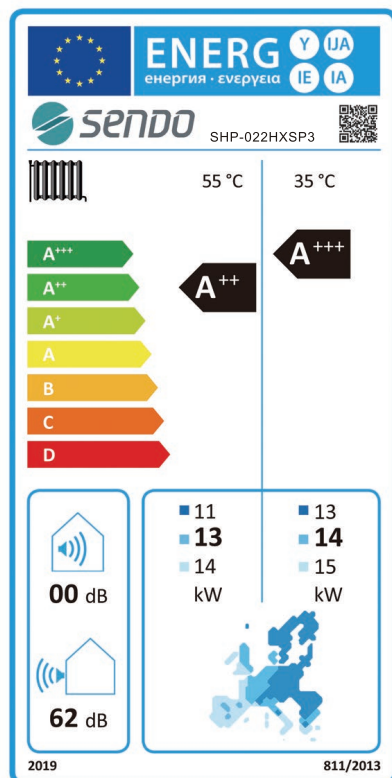 ENERG Y IJA
енергия · ενεργεια IE IA
SENDO SHP-022HXSP3
55 °C 35 °C
A+++
A++
A+
A
B
C
D
A++
A+++
11 13
13 14
14 15
kW kW
00 dB
62 dB
2019 811/2013